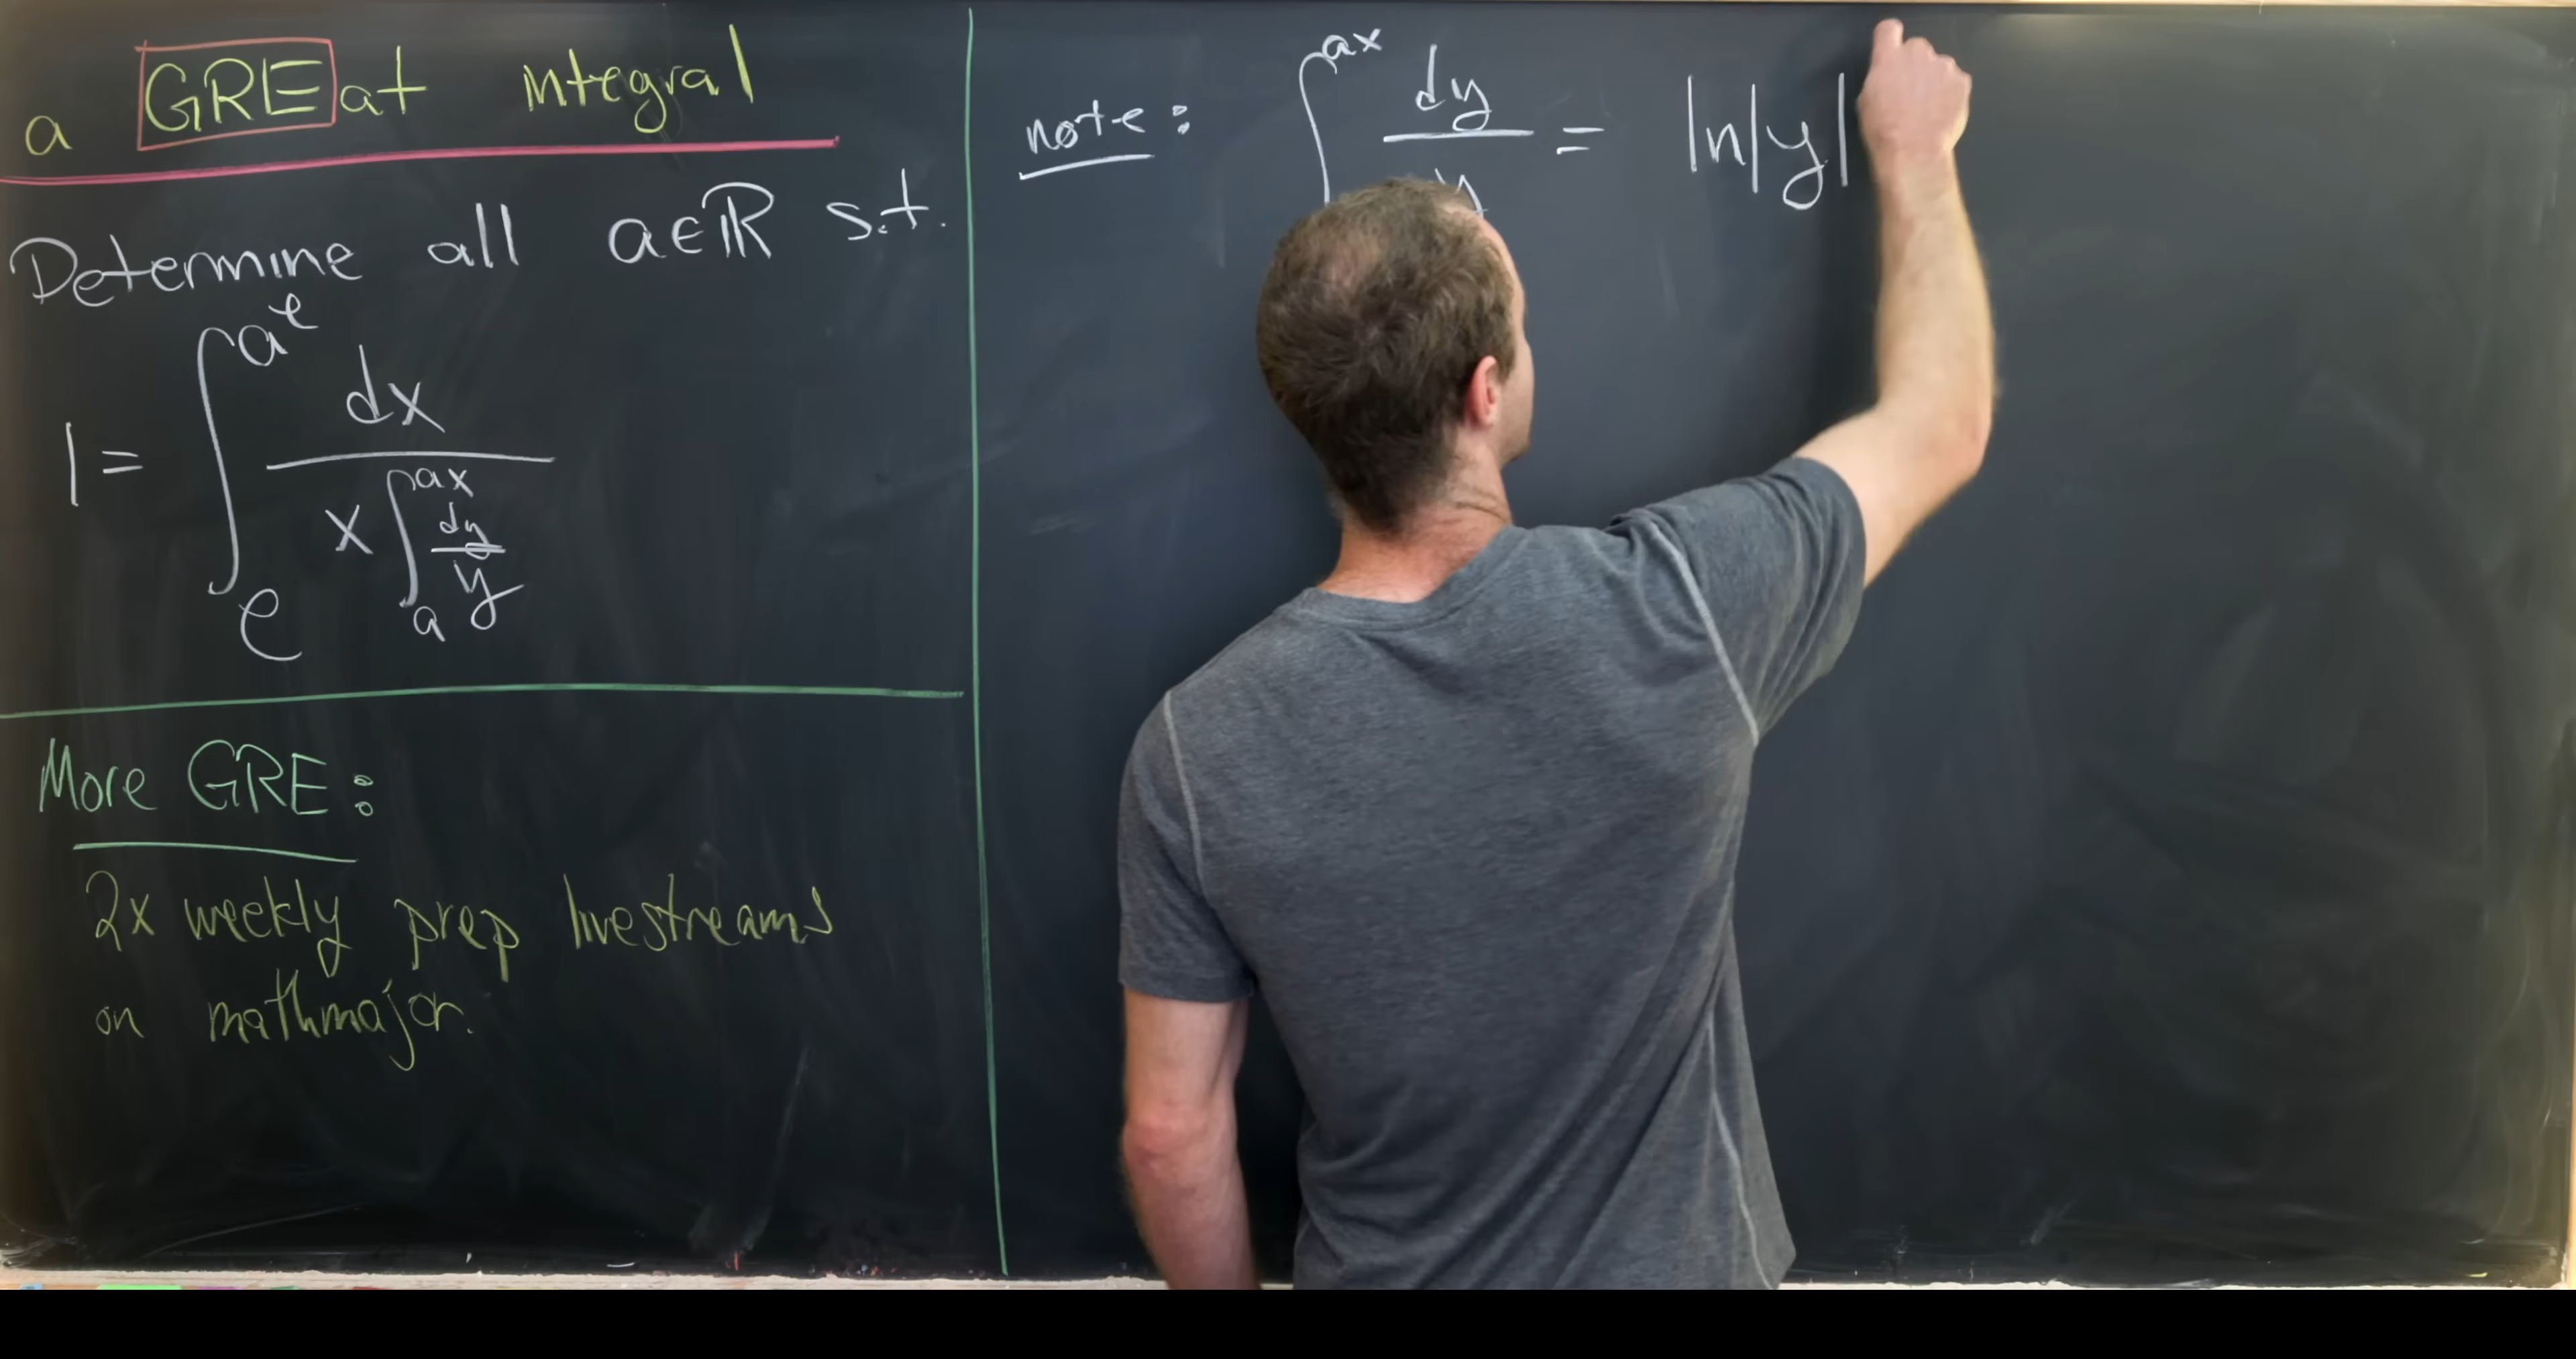 a GREat ntegral
Determine all a∈ℝ s.t.
1 = ∫_e^{a^e} dx / (x ∫_a^{ax} dy/y)
More GRE:
2x weekly prep livestreams
on mathmajor.
note: ∫^{ax} dy/y = ln|y|